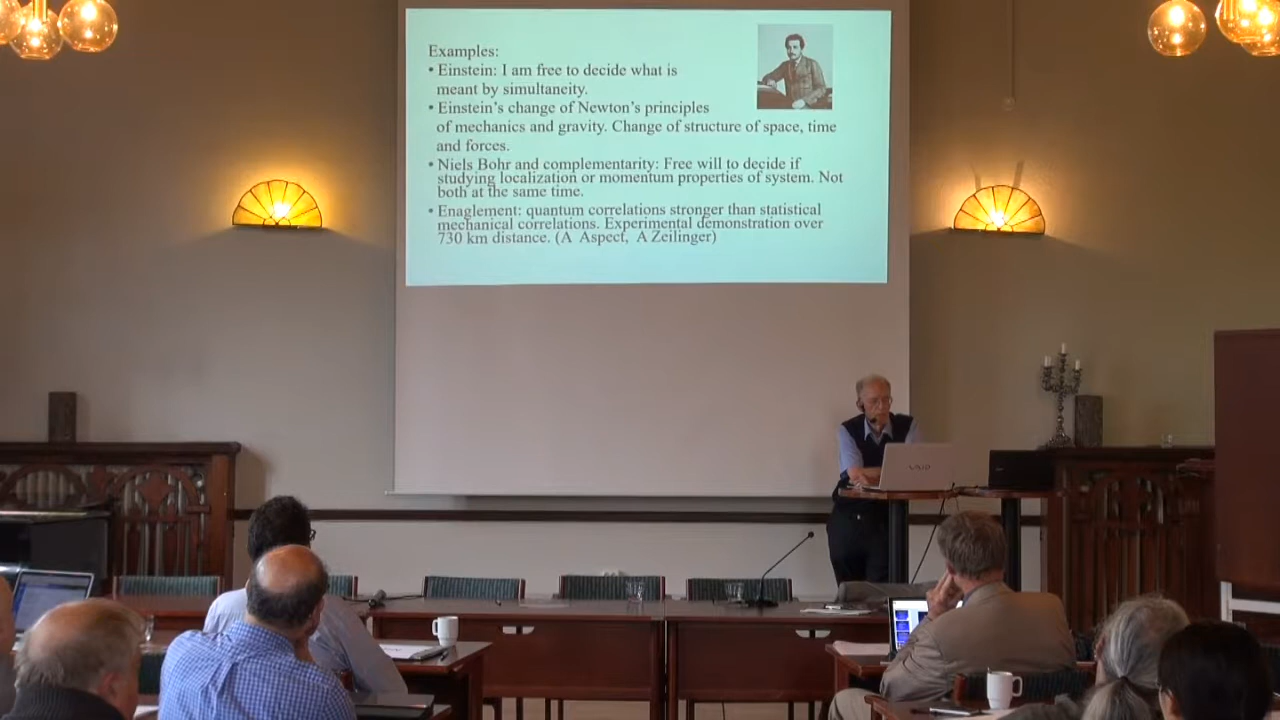 Examples:
• Einstein: I am free to decide what is
meant by simultaneity.
• Einstein's change of Newton's principles
of mechanics and gravity. Change of structure of space, time
and forces.
• Niels Bohr and complementarity: Free will to decide if
studying localization or momentum properties of system. Not
both at the same time.
• Enaglement: quantum correlations stronger than statistical
mechanical correlations. Experimental demonstration over
730 km distance. (A Aspect, A Zeilinger)
VAIO